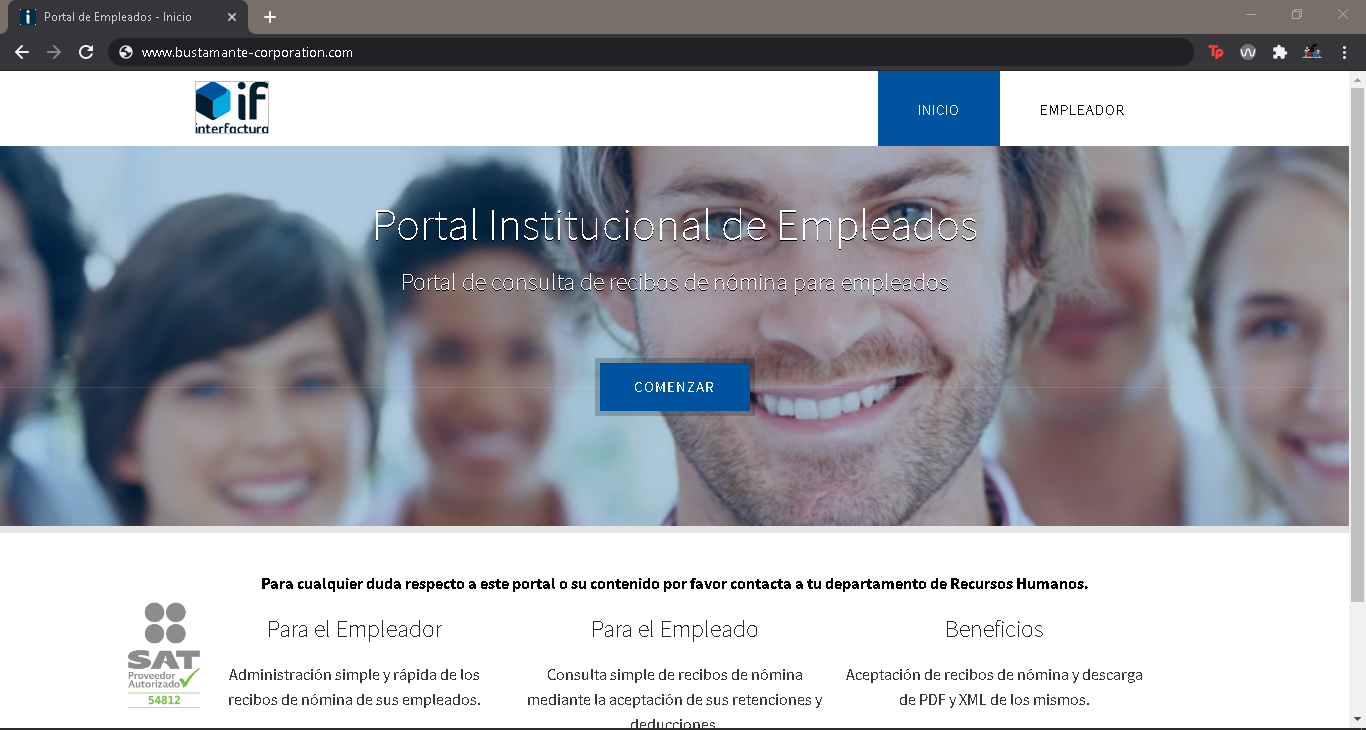 Portal de Empleados - Inicio
www.bustamante-corporation.com
if
interfactura
INICIO
EMPLEADOR
Portal Institucional de Empleados
Portal de consulta de recibos de nómina para empleados
COMENZAR
Para cualquier duda respecto a este portal o su contenido por favor contacta a tu departamento de Recursos Humanos.
SAT
Proveedor
Autorizado
54812
Para el Empleador
Administración simple y rápida de los
recibos de nómina de sus empleados.
Para el Empleado
Consulta simple de recibos de nómina
mediante la aceptación de sus retenciones y
deducciones.
Beneficios
Aceptación de recibos de nómina y descarga
de PDF y XML de los mismos.